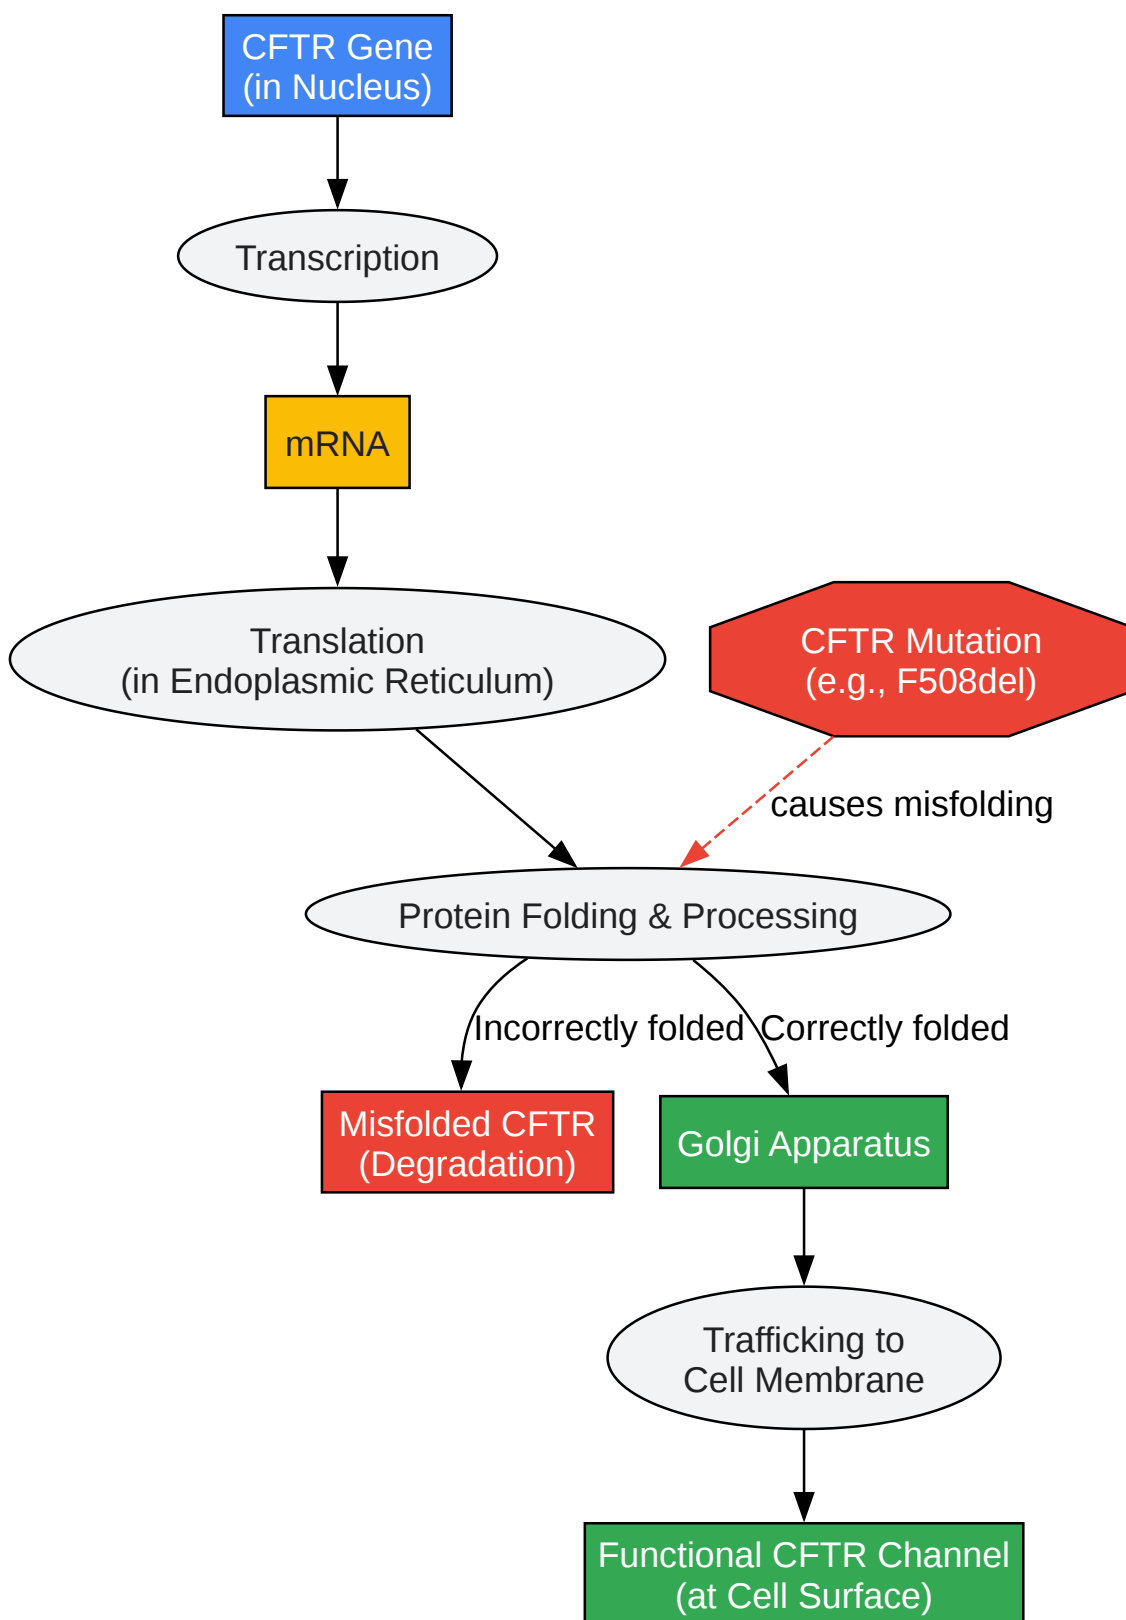 CFTR Gene
(in Nucleus)
Transcription
mRNA
Translation
(in Endoplasmic Reticulum)
CFTR Mutation
(e.g., F508del)
causes misfolding
Protein Folding & Processing
Incorrectly folded
Correctly folded
Misfolded CFTR
(Degradation)
Golgi Apparatus
Trafficking to
Cell Membrane
Functional CFTR Channel
(at Cell Surface)